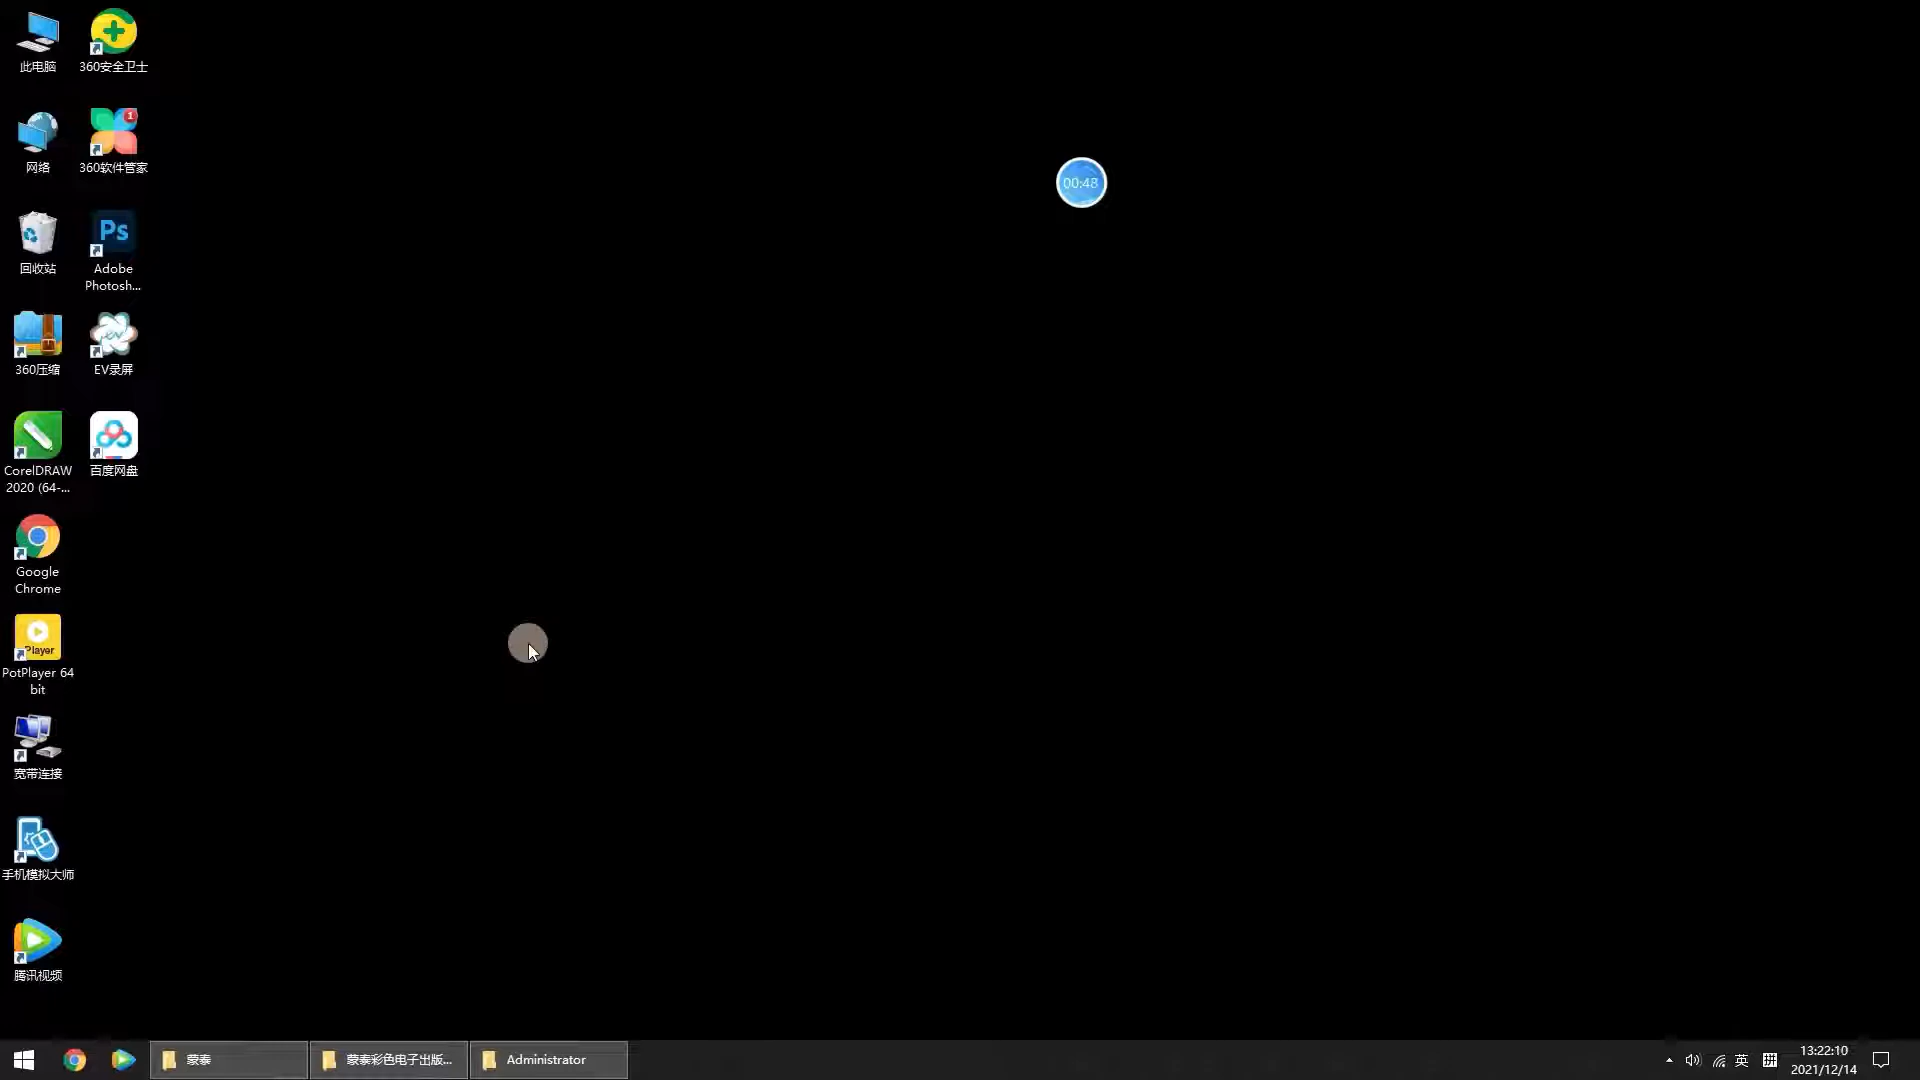 此电脑
360安全卫士
网络
1
360软件管家
回收站
Ps
Adobe
Photosh...
360压缩
EV
EV录屏
CorelDRAW
2020 (64-...
百度网盘
Google
Chrome
Player
PotPlayer 64
bit
宽带连接
手机模拟大师
腾讯视频
00:48
蒙泰
蒙泰彩色电子出版...
Administrator
英
拼
13:22:10
2021/12/14